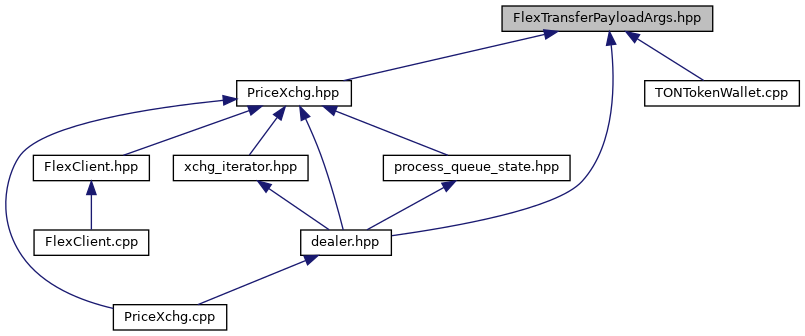 FlexTransferPayloadArgs.hpp
PriceXchg.hpp
TONTokenWallet.cpp
FlexClient.hpp
xchg_iterator.hpp
process_queue_state.hpp
FlexClient.cpp
dealer.hpp
PriceXchg.cpp